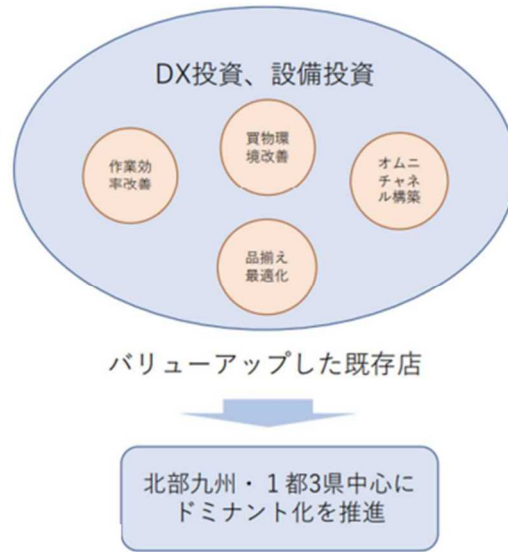 DX投資、設備投資
買物環
境改善
作業効
率改善
オムニ
チャネ
ル構築
品揃え
最適化
バリューアップした既存店
北部九州・１都3県中心に
ドミナント化を推進